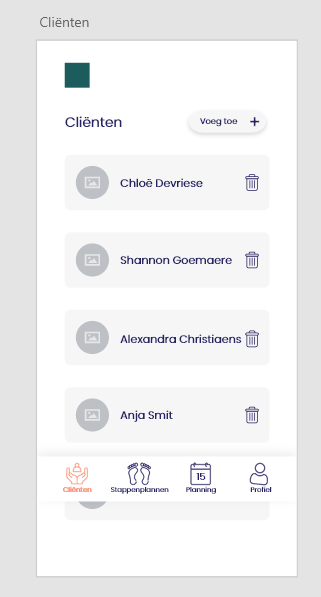 Cliënten
Cliënten
Voeg toe +
Chloë Devriese
Shannon Goemaere
Alexandra Christiaens
Anja Smit
15
Cliënten Stappenplannen Planning Profiel